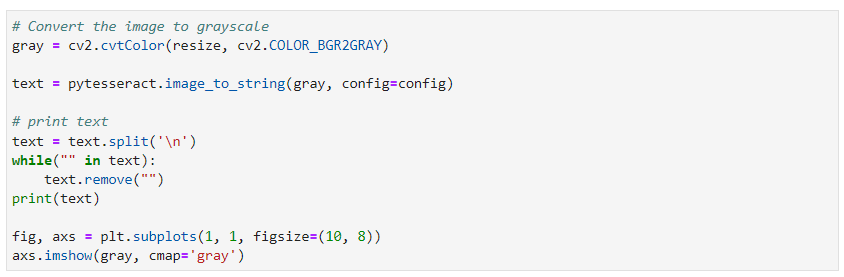 # Convert the image to grayscale
gray = cv2.cvtColor(resize, cv2.COLOR_BGR2GRAY)
text = pytesseract.image_to_string(gray, config=config)
# print text
text = text.split('\n')
while("" in text):
    text.remove("")
print(text)
fig, axs = plt.subplots(1, 1, figsize=(10, 8))
axs.imshow(gray, cmap='gray')